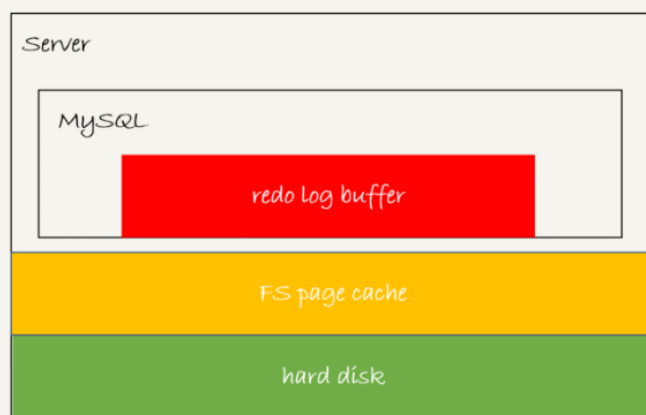 Server
MySQL
redo log buffer
FS page cache
hard disk